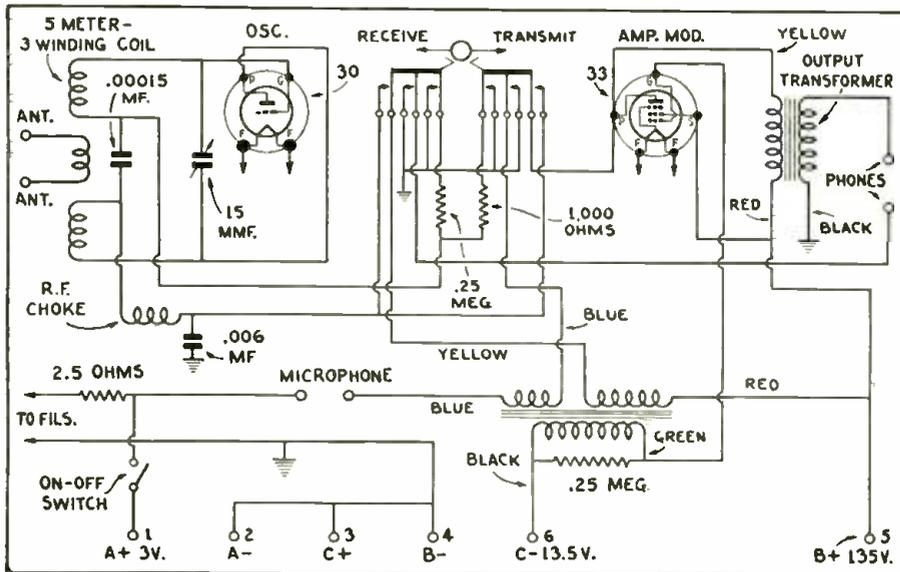 5 METER-
3 WINDING COIL
OSC.
RECEIVE
TRANSMIT
AMP. MOD.
YELLOW
OUTPUT
TRANSFORMER
.00015
MF.
P
G
30
33
G
ANT.
F
F
P
S
F
F
PHONES
ANT.
15
MMF.
1,000
OHMS
RED
BLACK
R.F.
CHOKE
.25
MEG.
BLUE
.006
MF
YELLOW
2.5 OHMS
MICROPHONE
RED
BLUE
TO FILS.
GREEN
ON-OFF
SWITCH
BLACK
.25 MEG.
1
2
3
4
6
5
A+ 3V.
A-
C+
B-
C-13.5V.
B+ 135V.